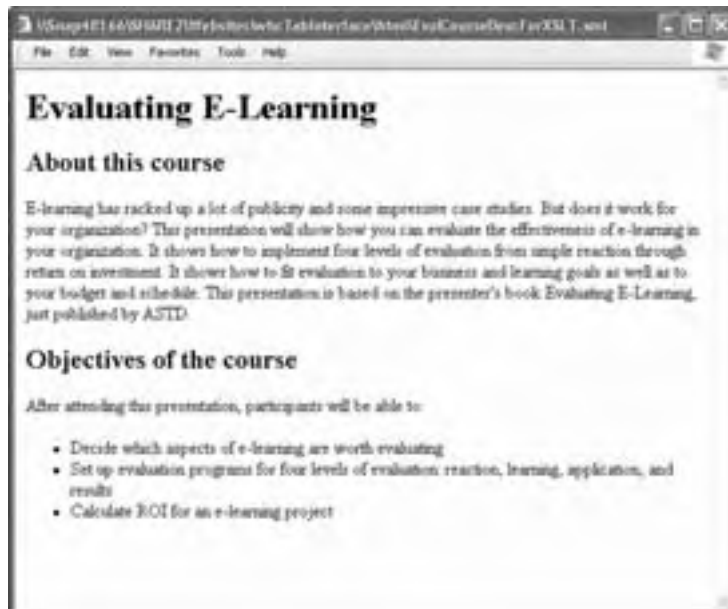 File Edit View Favorites Tools Help
Evaluating E-Learning
About this course
E-learning has racked up a lot of publicity and some impressive case studies. But does it work for
your organization? This presentation will show how you can evaluate the effectiveness of e-learning in
your organization. It shows how to implement four levels of evaluation from simple reaction through
return on investment. It shows how to fit evaluation to your business and learning goals as well as to
your budget and schedule. This presentation is based on the presenter's book Evaluating E-Learning,
just published by ASTD.
Objectives of the course
After attending this presentation, participants will be able to:
• Decide which aspects of e-learning are worth evaluating
• Set up evaluation programs for four levels of evaluation: reaction, learning, application, and
results
• Calculate ROI for an e-learning project